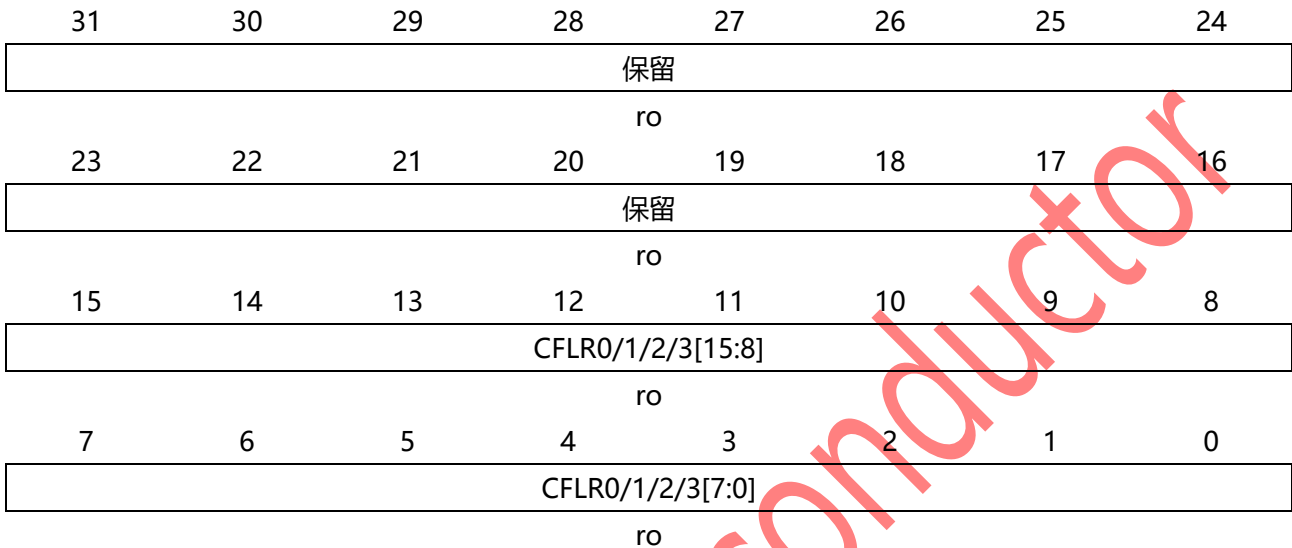 31 30 29 28 27 26 25 24
保留
ro
23 22 21 20 19 18 17 16
保留
ro
15 14 13 12 11 10 9 8
CFLR0/1/2/3[15:8]
ro
7 6 5 4 3 2 1 0
CFLR0/1/2/3[7:0]
ro
onductor